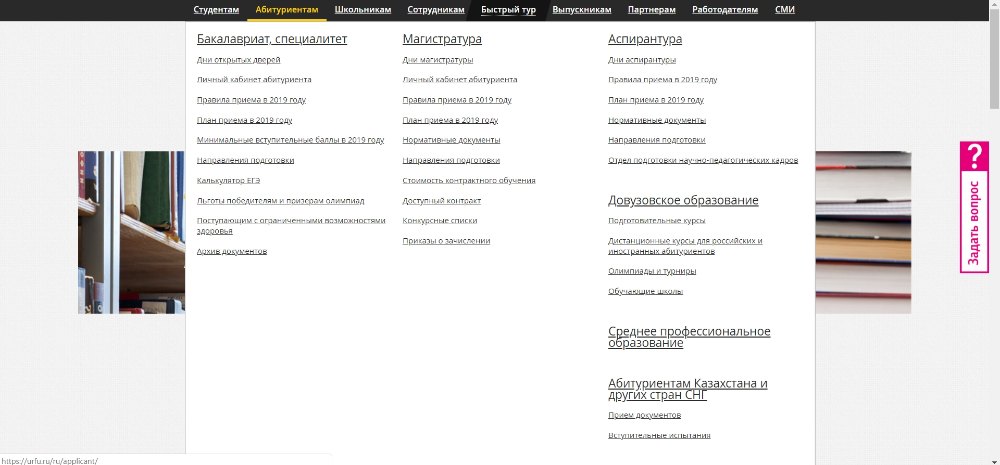 Студентам
Абитуриентам
Школьникам
Сотрудникам
Быстрый тур
Выпускникам
Партнерам
Работодателям
СМИ
Бакалавриат, специалитет
Дни открытых дверей
Личный кабинет абитуриента
Правила приема в 2019 году
План приема в 2019 году
Минимальные вступительные баллы в 2019 году
Направления подготовки
Калькулятор ЕГЭ
Льготы победителям и призерам олимпиад
Поступающим с ограниченными возможностями
здоровья
Архив документов
Магистратура
Дни магистратуры
Личный кабинет абитуриента
Правила приема в 2019 году
План приема в 2019 году
Нормативные документы
Направления подготовки
Стоимость контрактного обучения
Доступный контракт
Конкурсные списки
Приказы о зачислении
Аспирантура
Дни аспирантуры
Правила приема в 2019 году
План приема в 2019 году
Нормативные документы
Направления подготовки
Отдел подготовки научно-педагогических кадров
Довузовское образование
Подготовительные курсы
Дистанционные курсы для российских и
иностранных абитуриентов
Олимпиады и турниры
Обучающие школы
Среднее профессиональное
образование
Абитуриентам Казахстана и
других стран СНГ
Прием документов
Вступительные испытания
?
Задать вопрос
https://urfu.ru/ru/applicant/